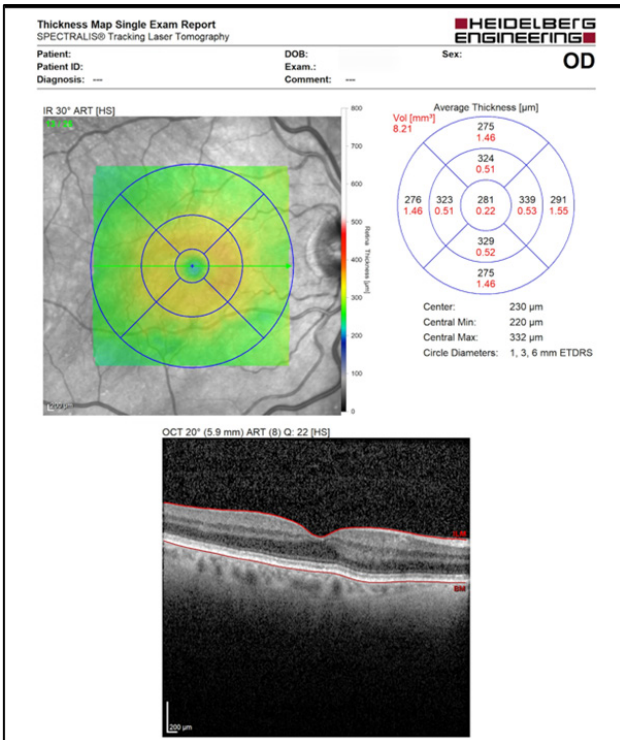 Thickness Map Single Exam Report
SPECTRALIS® Tracking Laser Tomography
HEIDELBERG
ENGINEERING
Patient:
DOB:
Sex:
OD
Patient ID:
Exam.:
Diagnosis: ---
Comment: ---
IR 30° ART [HS]
800
700
600
500
400
300
200
100
0
Retina Thickness [µm]
Average Thickness [µm]
Vol [mm³]
8.21
275
1.46
324
0.51
276
1.46
323
0.51
281
0.22
339
0.53
291
1.55
329
0.52
275
1.46
Center: 230 µm
Central Min: 220 µm
Central Max: 332 µm
Circle Diameters: 1, 3, 6 mm ETDRS
OCT 20° (5.9 mm) ART (8) Q: 22 [HS]
ILM
BM
200 µm